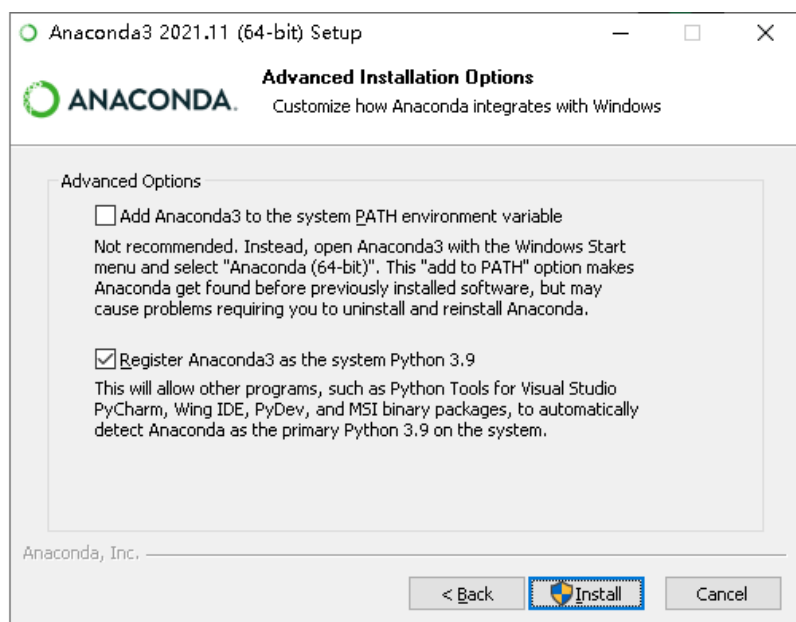 Anaconda3 2021.11 (64-bit) Setup
ANACONDA.
Advanced Installation Options
Customize how Anaconda integrates with Windows
Advanced Options
Add Anaconda3 to the system PATH environment variable
Not recommended. Instead, open Anaconda3 with the Windows Start
menu and select "Anaconda (64-bit)". This "add to PATH" option makes
Anaconda get found before previously installed software, but may
cause problems requiring you to uninstall and reinstall Anaconda.
Register Anaconda3 as the system Python 3.9
This will allow other programs, such as Python Tools for Visual Studio
PyCharm, Wing IDE, PyDev, and MSI binary packages, to automatically
detect Anaconda as the primary Python 3.9 on the system.
Anaconda, Inc.
< Back
Install
Cancel